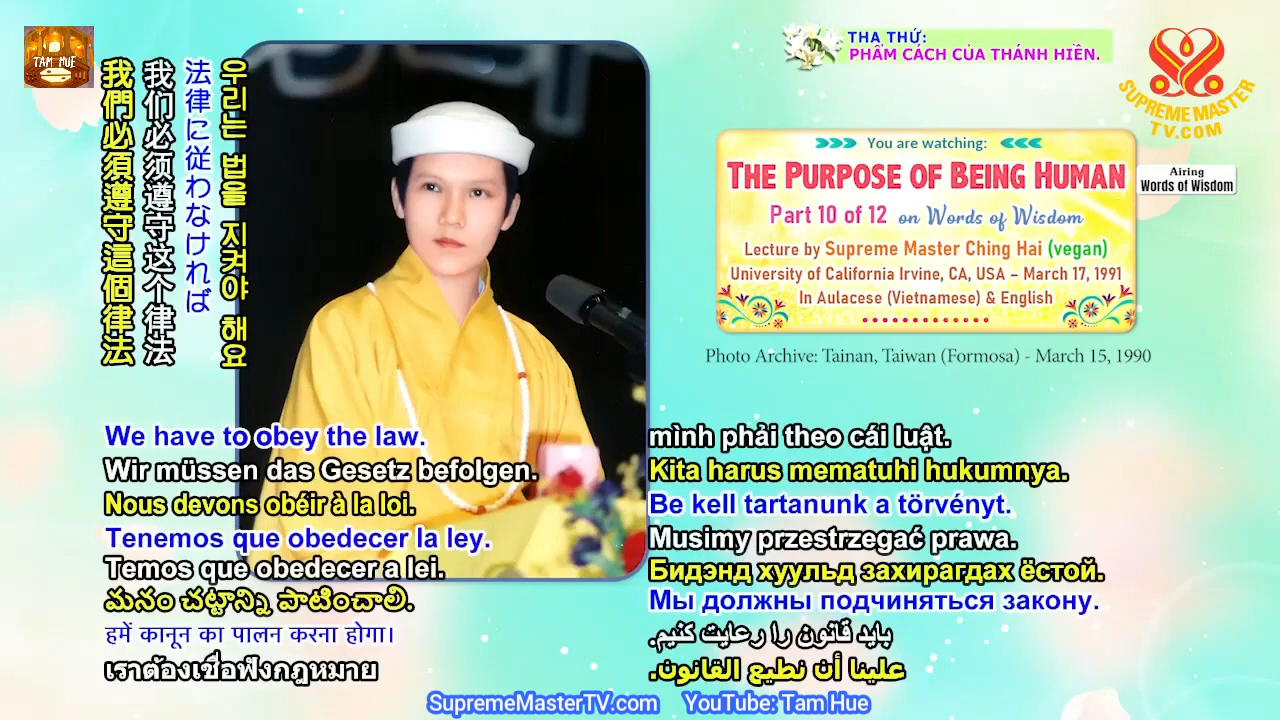 TAM HUE
我們必須遵守這個律法
我们必须遵守这个律法
法律に従わなければ
우리는 법을 지켜야 해요
THA THỨ:
PHẨM CÁCH CỦA THÁNH HIỀN.
SUPREME MASTER
TV.COM
You are watching:
THE PURPOSE OF BEING HUMAN
Part 10 of 12 on Words of Wisdom
Lecture by Supreme Master Ching Hai (vegan)
University of California Irvine, CA, USA – March 17, 1991
In Aulacese (Vietnamese) & English
Airing
Words of Wisdom
Photo Archive: Tainan, Taiwan (Formosa) - March 15, 1990
We have to obey the law.
Wir müssen das Gesetz befolgen.
Nous devons obéir à la loi.
Tenemos que obedecer la ley.
Temos que obedecer a lei.
మనం చట్టాన్ని పాటించాలి.
हमें कानून का पालन करना होगा।
เราต้องเชื่อฟังกฎหมาย
mình phải theo cái luật.
Kita harus mematuhi hukumnya.
Be kell tartanunk a törvényt.
Musimy przestrzegać prawa.
Бидэнд хуульд захирагдах ёстой.
Мы должны подчиняться закону.
باید قانون را رعایت کنیم.
علينا أن نطيع القانون.
SupremeMasterTV.com YouTube: Tam Hue